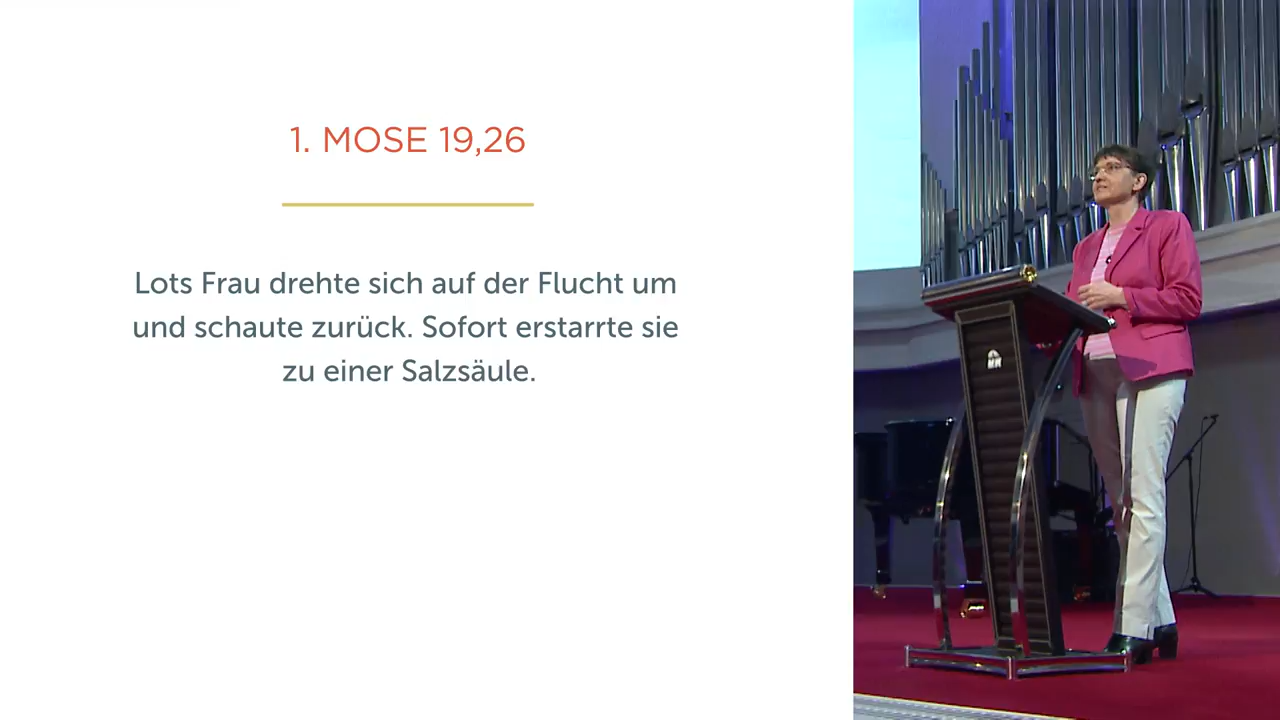 1. MOSE 19,26
Lots Frau drehte sich auf der Flucht um
und schaute zurück. Sofort erstarrte sie
zu einer Salzsäule.